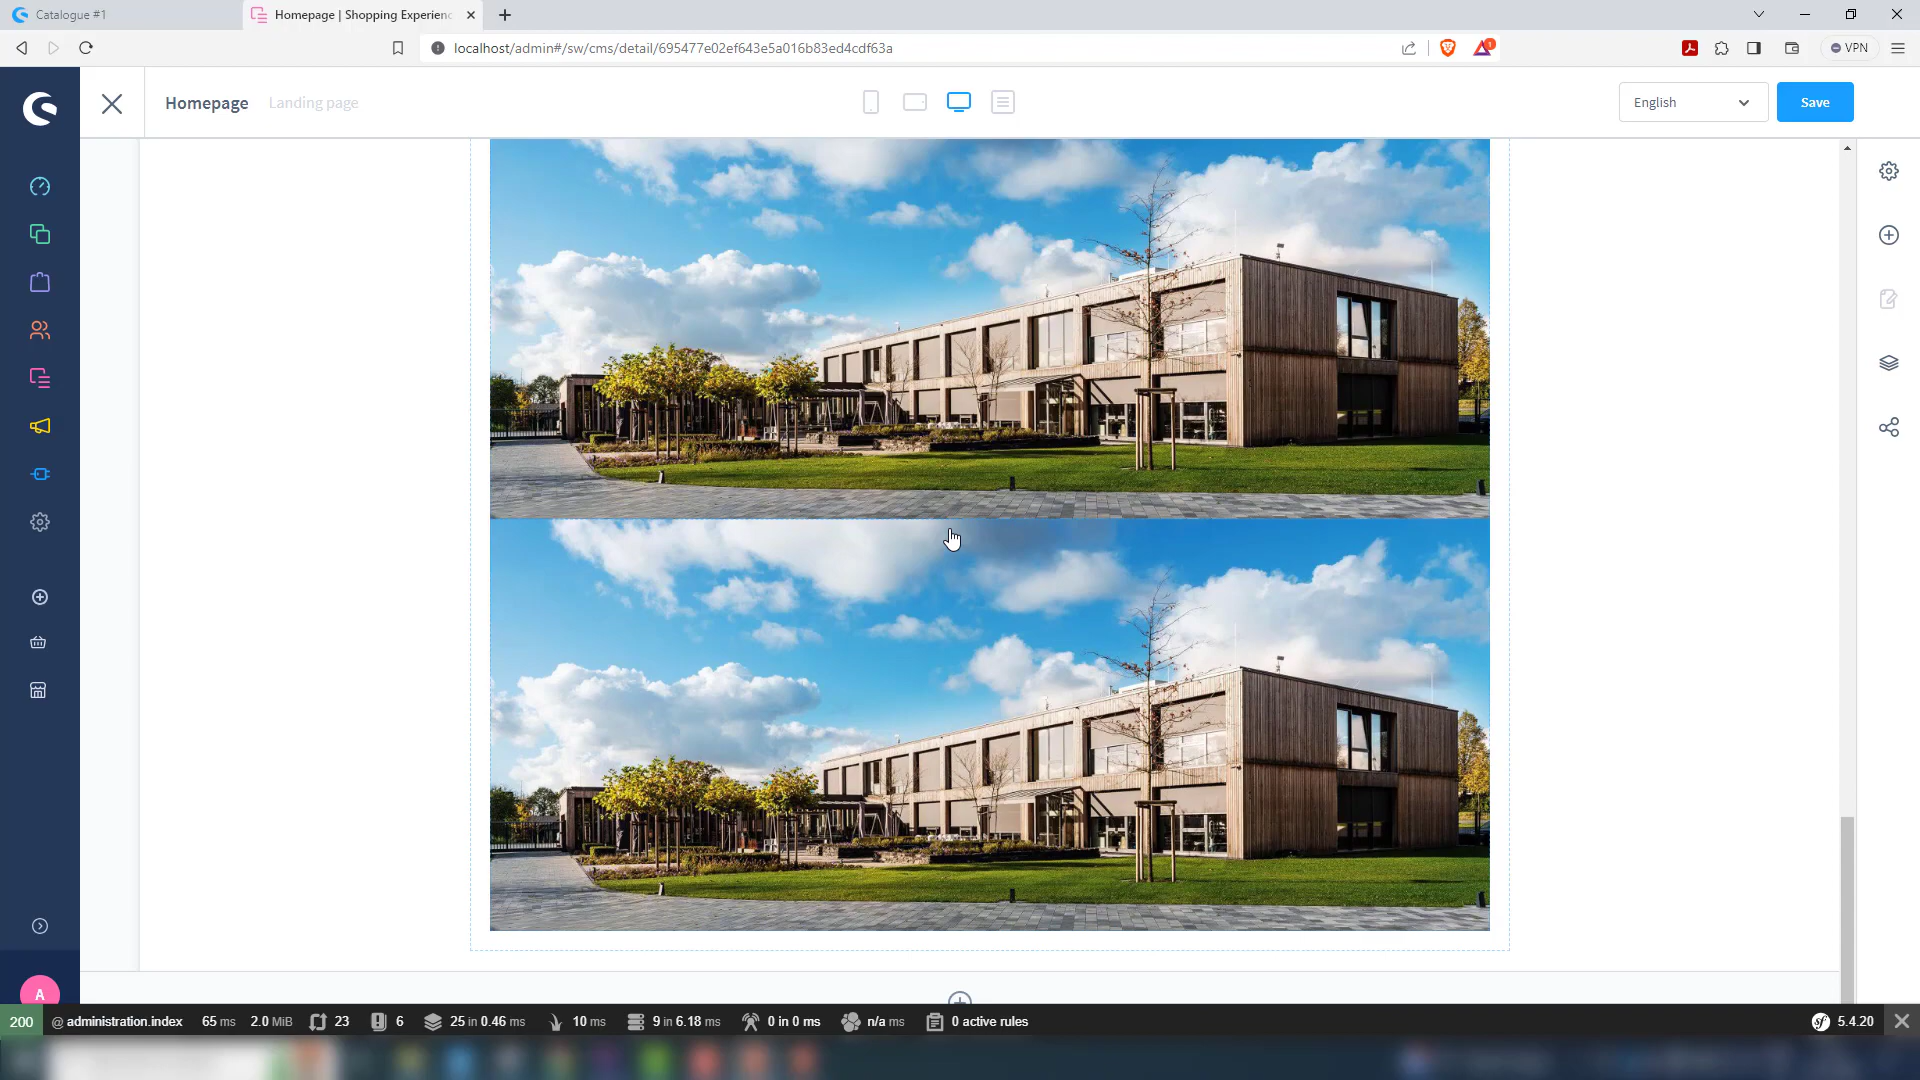 Catalogue #1
Homepage | Shopping Experienc
localhost/admin#/sw/cms/detail/695477e02ef643e5a016b83ed4cdf63a
1
VPN
Homepage
Landing page
English
Save
A
200
@ administration.index
65 ms
2.0 MiB
23
6
25 in 0.46 ms
10 ms
9 in 6.18 ms
0 in 0 ms
n/a ms
0 active rules
sf
5.4.20